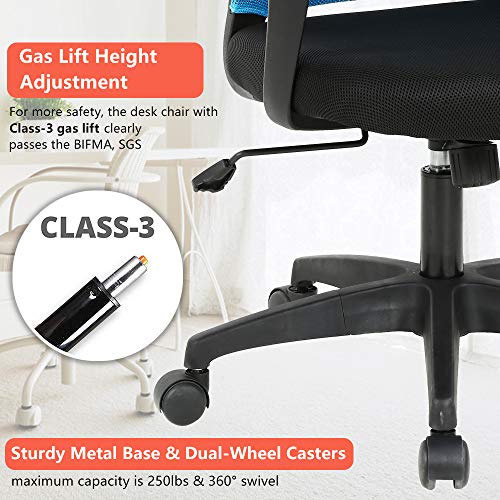 Gas Lift Height
Adjustment
For more safety, the desk chair with
Class-3 gas lift clearly
passes the BIFMA, SGS
CLASS-3
Sturdy Metal Base & Dual-Wheel Casters
maximum capacity is 250lbs & 360° swivel